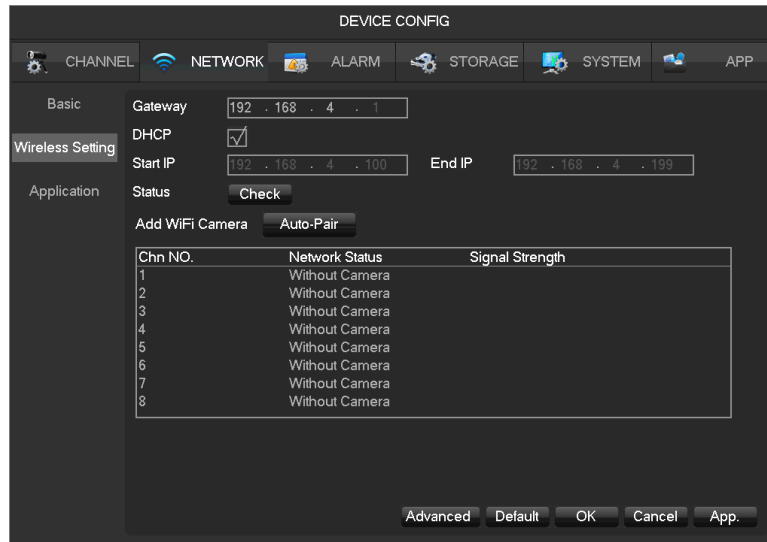 DEVICE CONFIG
CHANNEL NETWORK ALARM STORAGE SYSTEM APP
Basic
Wireless Setting
Application
Gateway 192 . 168 . 4 . 1
DHCP
Start IP 192 . 168 . 4 . 100 End IP 192 . 168 . 4 . 199
Status Check
Add WiFi Camera Auto-Pair
Chn NO. Network Status Signal Strength
1 Without Camera
2 Without Camera
3 Without Camera
4 Without Camera
5 Without Camera
6 Without Camera
7 Without Camera
8 Without Camera
Advanced Default OK Cancel App.